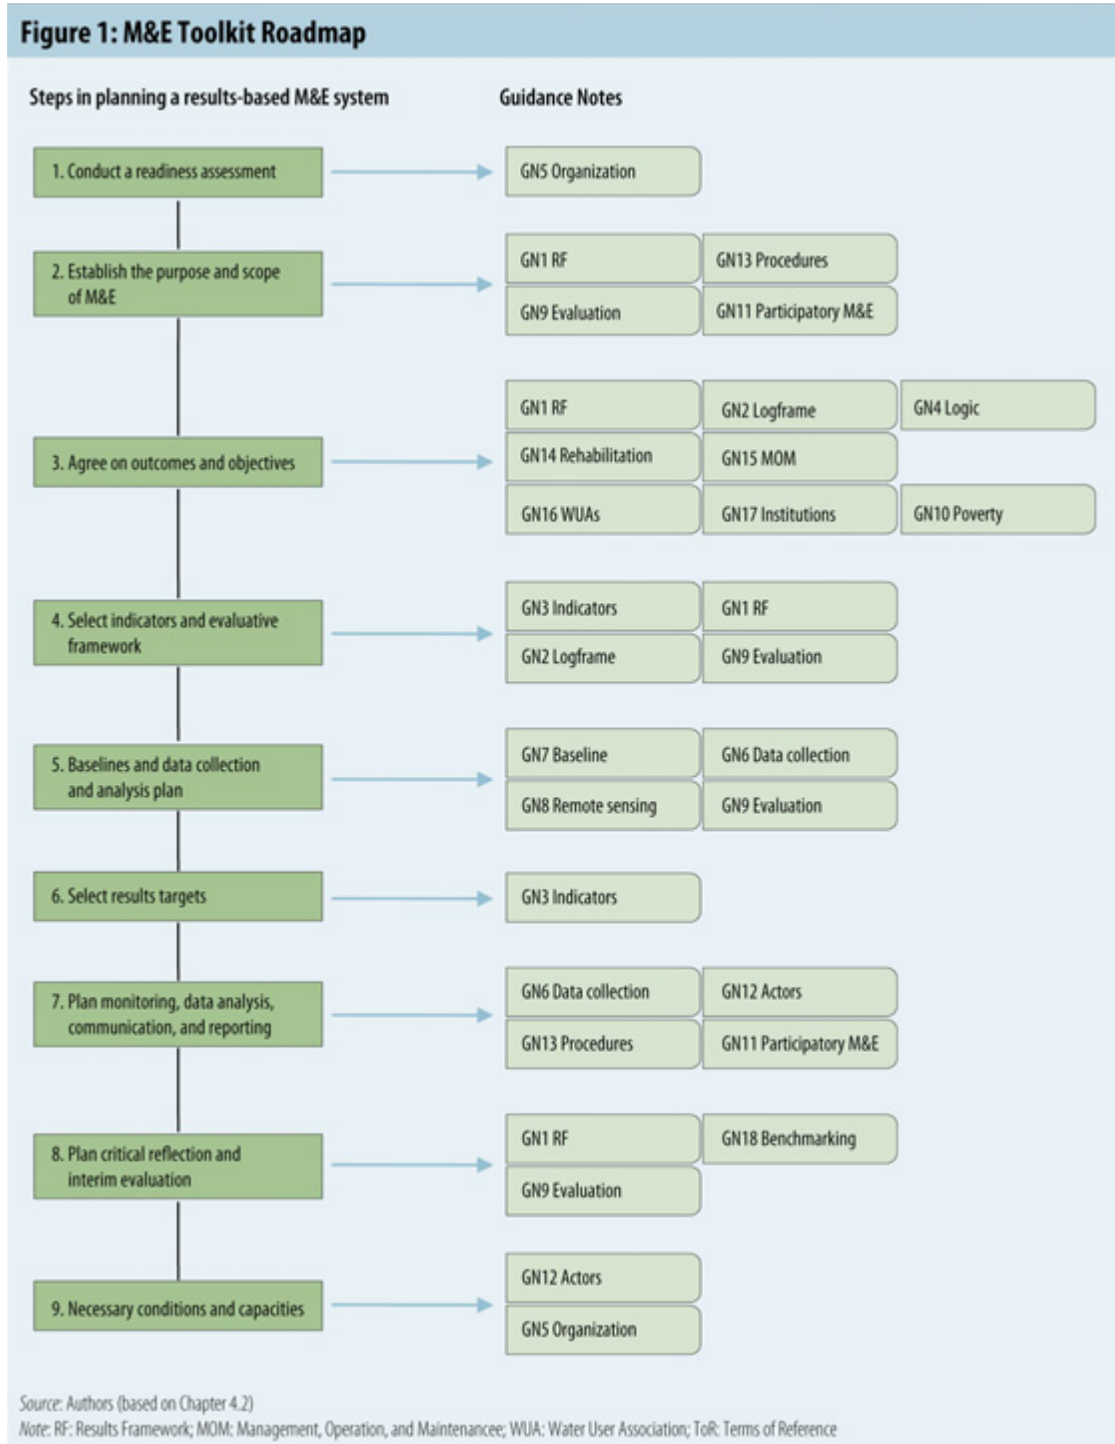 Figure 1: M&E Toolkit Roadmap
Steps in planning a results-based M&E system
Guidance Notes
1. Conduct a readiness assessment
GN5 Organization
2. Establish the purpose and scope
of M&E
GN1 RF
GN13 Procedures
GN9 Evaluation
GN11 Participatory M&E
3. Agree on outcomes and objectives
GN1 RF
GN2 Logframe
GN4 Logic
GN14 Rehabilitation
GN15 MOM
GN16 WUAs
GN17 Institutions
GN10 Poverty
4. Select indicators and evaluative
framework
GN3 Indicators
GN1 RF
GN2 Logframe
GN9 Evaluation
5. Baselines and data collection
and analysis plan
GN7 Baseline
GN6 Data collection
GN8 Remote sensing
GN9 Evaluation
6. Select results targets
GN3 Indicators
7. Plan monitoring, data analysis,
communication, and reporting
GN6 Data collection
GN12 Actors
GN13 Procedures
GN11 Participatory M&E
8. Plan critical reflection and
interim evaluation
GN1 RF
GN18 Benchmarking
GN9 Evaluation
9. Necessary conditions and capacities
GN12 Actors
GN5 Organization
Source: Authors (based on Chapter 4.2)
Note: RF: Results Framework; MOM: Management, Operation, and Maintenancee; WUA: Water User Association; ToR: Terms of Reference